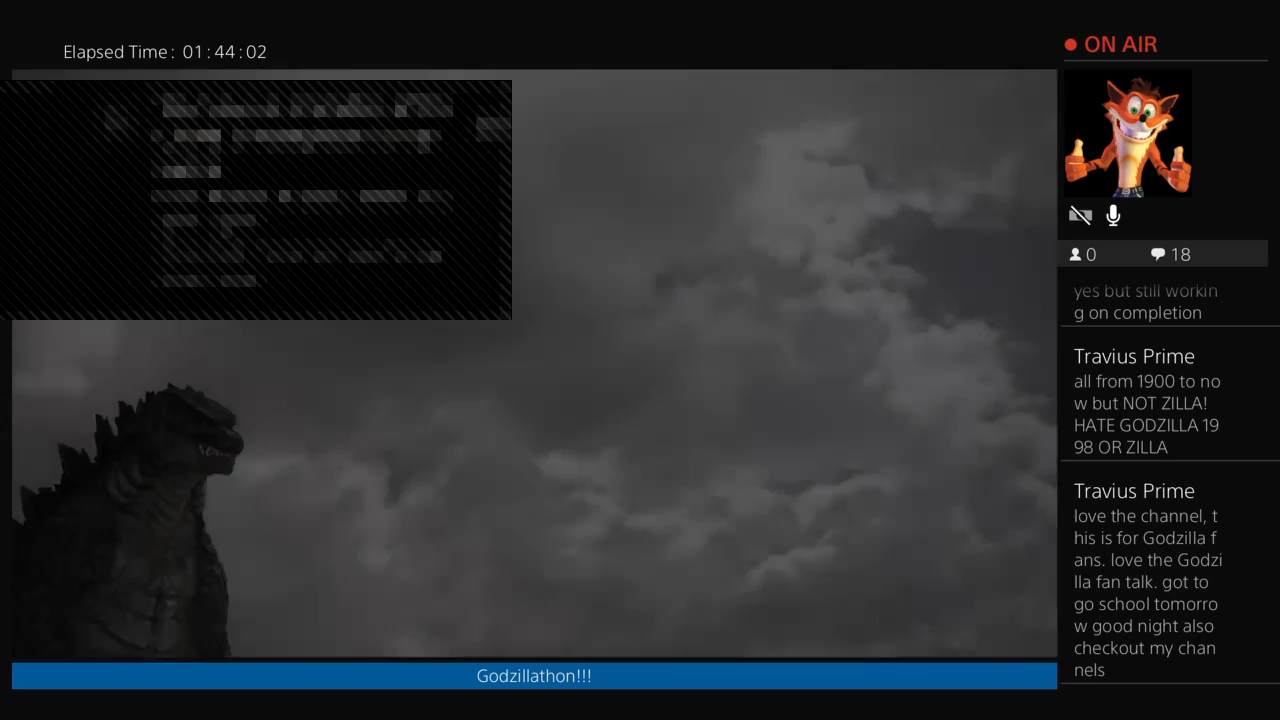 Elapsed Time: 01:44:02
ON AIR
0
18
yes but still workin
g on completion
Travius Prime
all from 1900 to no
w but NOT ZILLA!
HATE GODZILLA 19
98 OR ZILLA
Travius Prime
love the channel, t
his is for Godzilla f
ans. love the Godzi
lla fan talk. got to
go school tomorro
w good night also
checkout my chan
nels
Godzillathon!!!